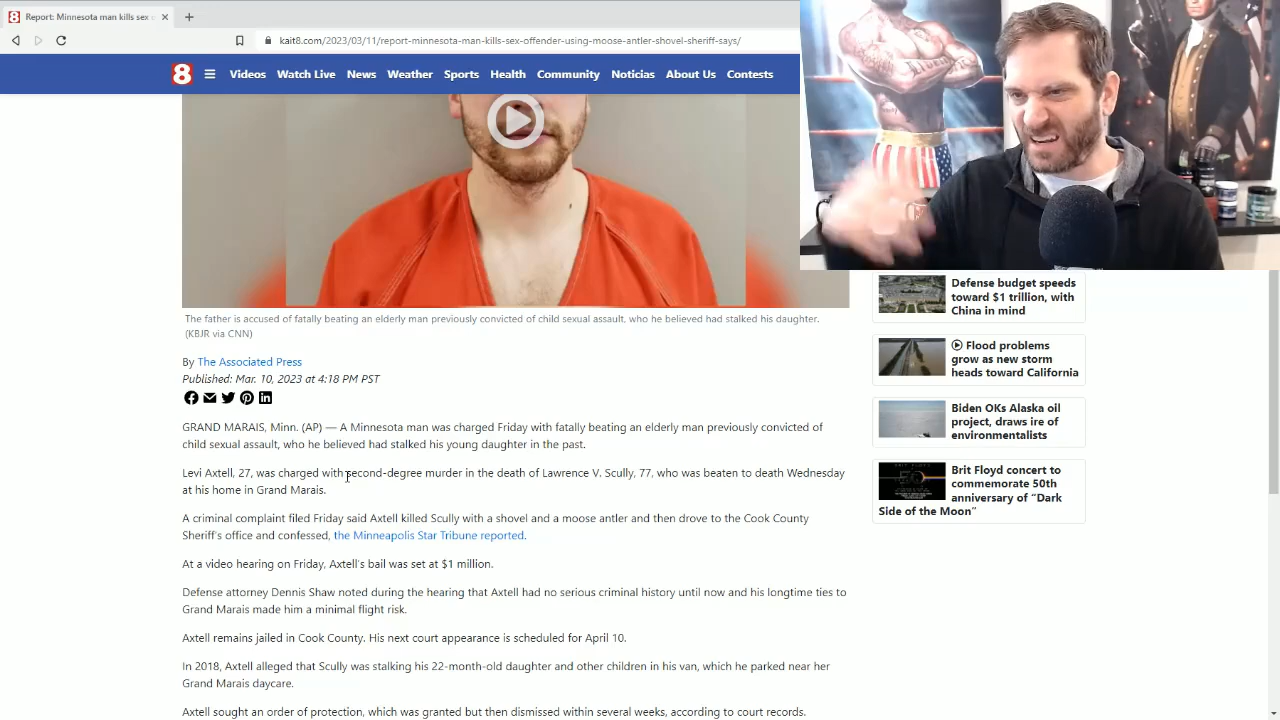 8 Report: Minnesota man kills sex
kait8.com/2023/03/11/report-minnesota-man-kills-sex-offender-using-moose-antler-shovel-sheriff-says/
8 Videos Watch Live News Weather Sports Health Community Noticias About Us Contests
The father is accused of fatally beating an elderly man previously convicted of child sexual assault, who he believed had stalked his daughter.
(KBJR via CNN)
By The Associated Press
Published: Mar. 10, 2023 at 4:18 PM PST
GRAND MARAIS, Minn. (AP) — A Minnesota man was charged Friday with fatally beating an elderly man previously convicted of
child sexual assault, who he believed had stalked his young daughter in the past.
Levi Axtell, 27, was charged with second-degree murder in the death of Lawrence V. Scully, 77, who was beaten to death Wednesday
at his home in Grand Marais.
A criminal complaint filed Friday said Axtell killed Scully with a shovel and a moose antler and then drove to the Cook County
Sheriff's office and confessed, the Minneapolis Star Tribune reported.
At a video hearing on Friday, Axtell's bail was set at $1 million.
Defense attorney Dennis Shaw noted during the hearing that Axtell had no serious criminal history until now and his longtime ties to
Grand Marais made him a minimal flight risk.
Axtell remains jailed in Cook County. His next court appearance is scheduled for April 10.
In 2018, Axtell alleged that Scully was stalking his 22-month-old daughter and other children in his van, which he parked near her
Grand Marais daycare.
Axtell sought an order of protection, which was granted but then dismissed within several weeks, according to court records.
Defense budget speeds
toward $1 trillion, with
China in mind
Flood problems
grow as new storm
heads toward California
Biden OKs Alaska oil
project, draws ire of
environmentalists
Brit Floyd concert to
commemorate 50th
anniversary of “Dark
Side of the Moon”